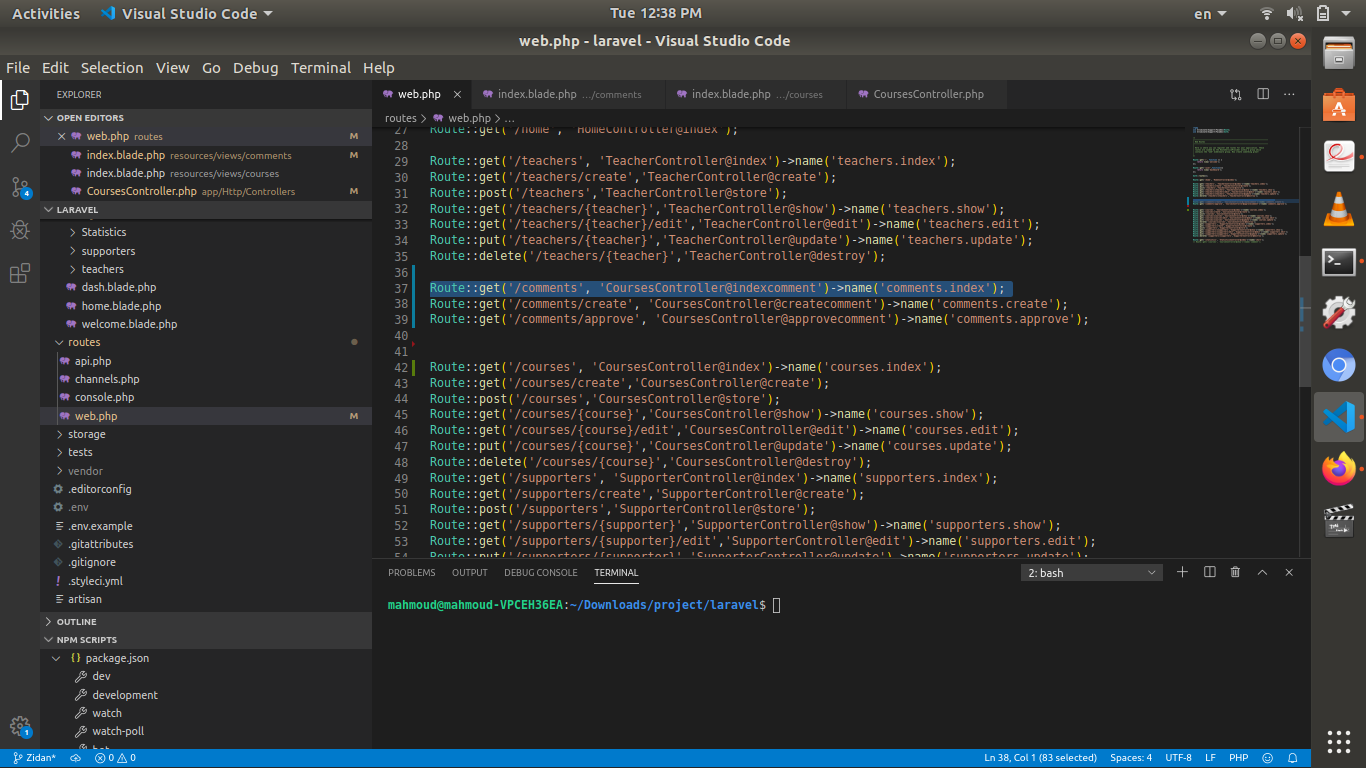 Activities Visual Studio Code Tue 12:38 PM en
web.php - laravel - Visual Studio Code
File Edit Selection View Go Debug Terminal Help
EXPLORER
OPEN EDITORS
web.php routes M
index.blade.php resources/views/comments M
index.blade.php resources/views/courses
CoursesController.php app/Http/Controllers M
LARAVEL
Statistics
supporters
teachers
dash.blade.php
home.blade.php
welcome.blade.php
routes
api.php
channels.php
console.php
web.php M
storage
tests
vendor
.editorconfig
.env
.env.example
.gitattributes
.gitignore
.styleci.yml
artisan
OUTLINE
NPM SCRIPTS
package.json
dev
development
watch
watch-poll
hot
4
1
web.php index.blade.php .../comments index.blade.php .../courses CoursesController.php
routes > web.php > ...
27 Route::get('/home', 'HomeController@index');
28
29 Route::get('/teachers', 'TeacherController@index')->name('teachers.index');
30 Route::get('/teachers/create','TeacherController@create');
31 Route::post('/teachers','TeacherController@store');
32 Route::get('/teachers/{teacher}','TeacherController@show')->name('teachers.show');
33 Route::get('/teachers/{teacher}/edit','TeacherController@edit')->name('teachers.edit');
34 Route::put('/teachers/{teacher}','TeacherController@update')->name('teachers.update');
35 Route::delete('/teachers/{teacher}','TeacherController@destroy');
36
37 Route::get('/comments', 'CoursesController@indexcomment')->name('comments.index');
38 Route::get('/comments/create', 'CoursesController@createcomment')->name('comments.create');
39 Route::get('/comments/approve', 'CoursesController@approvecomment')->name('comments.approve');
40
41
42 Route::get('/courses', 'CoursesController@index')->name('courses.index');
43 Route::get('/courses/create','CoursesController@create');
44 Route::post('/courses','CoursesController@store');
45 Route::get('/courses/{course}','CoursesController@show')->name('courses.show');
46 Route::get('/courses/{course}/edit','CoursesController@edit')->name('courses.edit');
47 Route::put('/courses/{course}','CoursesController@update')->name('courses.update');
48 Route::delete('/courses/{course}','CoursesController@destroy');
49 Route::get('/supporters', 'SupporterController@index')->name('supporters.index');
50 Route::get('/supporters/create','SupporterController@create');
51 Route::post('/supporters','SupporterController@store');
52 Route::get('/supporters/{supporter}','SupporterController@show')->name('supporters.show');
53 Route::get('/supporters/{supporter}/edit','SupporterController@edit')->name('supporters.edit');
54 Route::put('/supporters/{supporter}','SupporterController@update')->name('supporters.update');
PROBLEMS OUTPUT DEBUG CONSOLE TERMINAL 2: bash
mahmoud@mahmoud-VPCEH36EA:~/Downloads/project/laravel$
Zidan* 0 0 Ln 38, Col 1 (83 selected) Spaces: 4 UTF-8 LF PHP